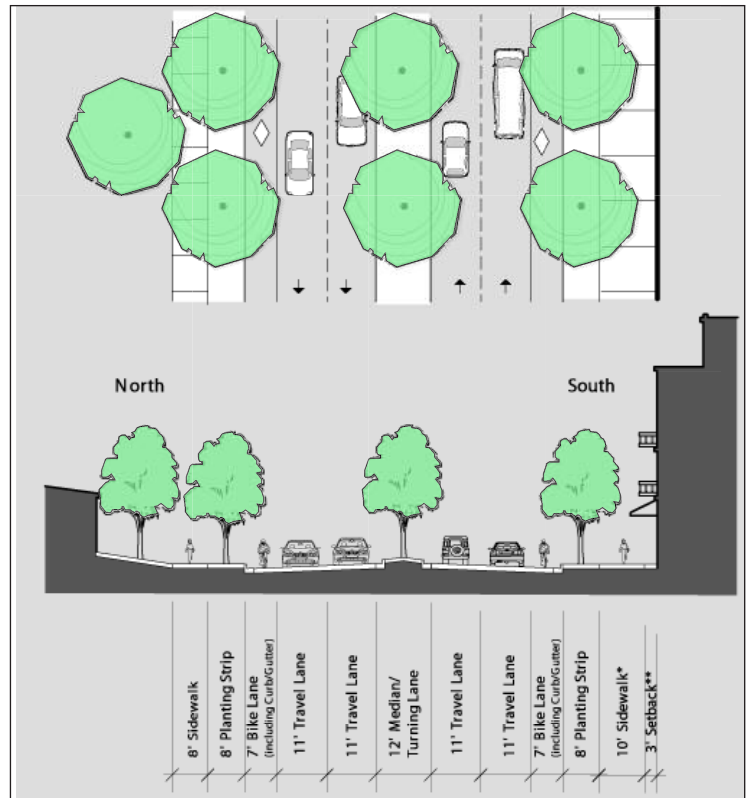 North
South
8' Sidewalk
8' Planting Strip
7' Bike Lane
(including Curb/Gutter)
11' Travel Lane
11' Travel Lane
12' Median/
Turning Lane
11' Travel Lane
11' Travel Lane
7' Bike Lane
(including Curb/Gutter)
8' Planting Strip
10' Sidewalk*
3' Setback**